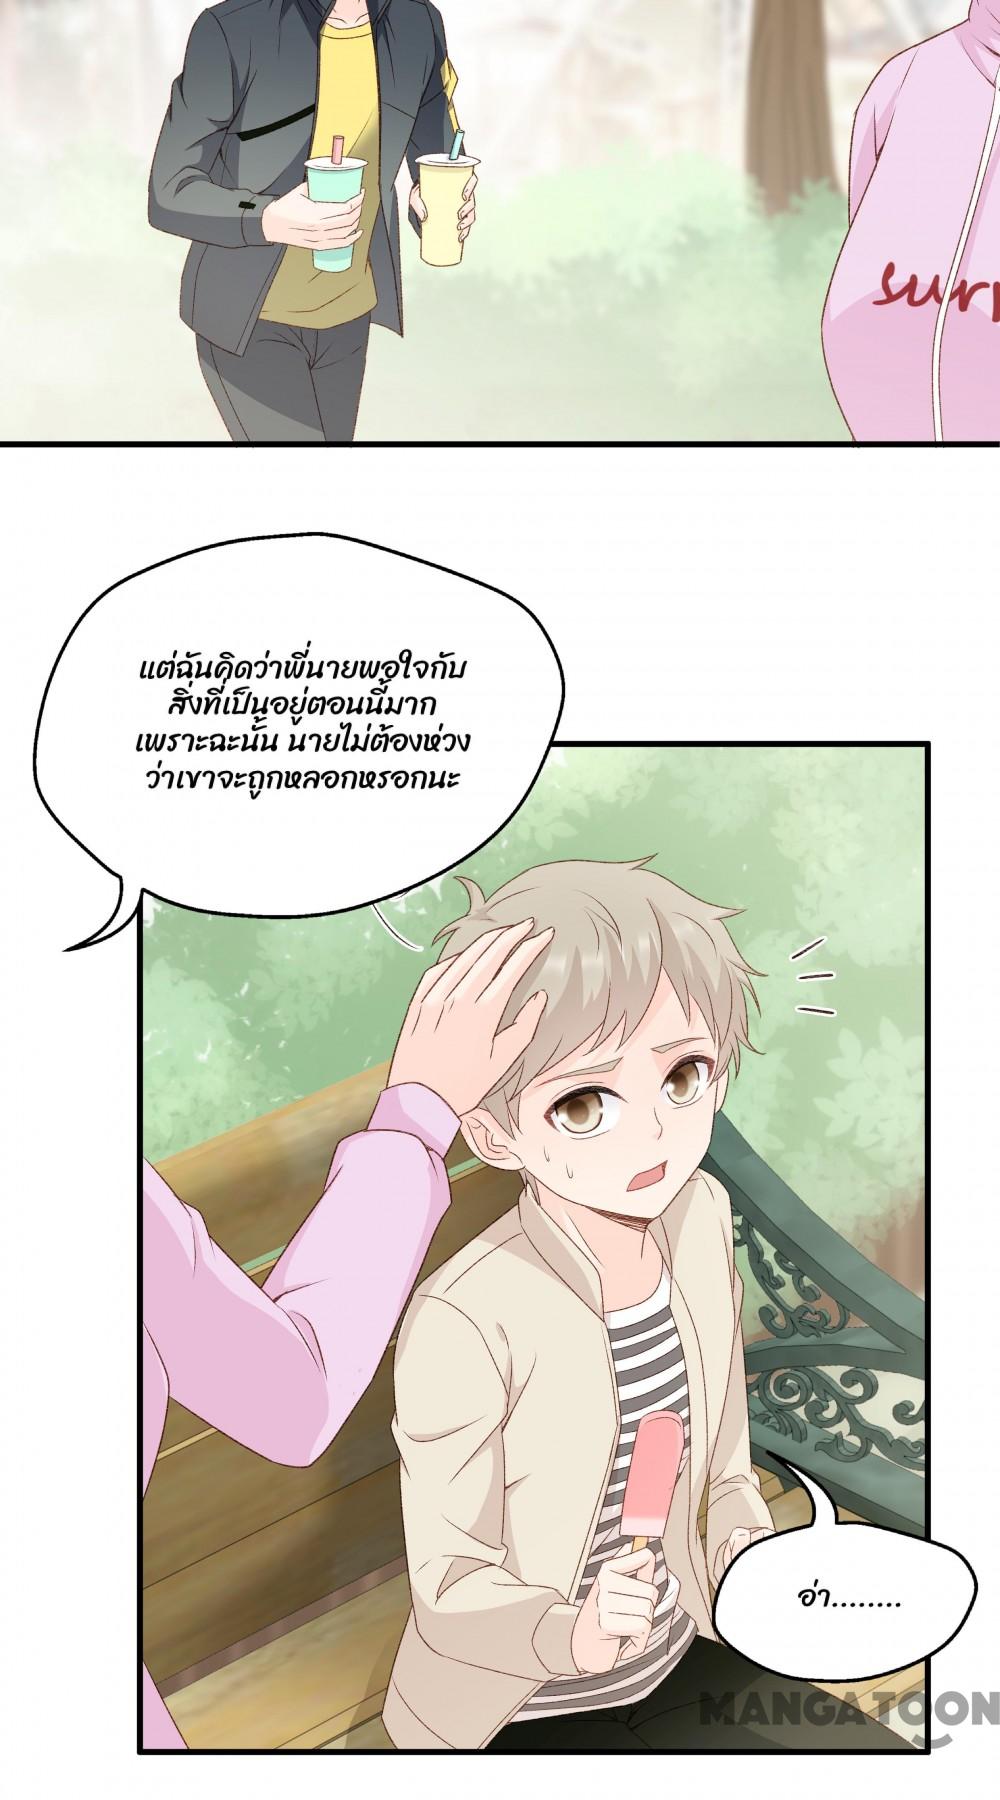 surp
แต่ฉันคิดว่าพี่นายพอใจกับ
สิ่งที่เป็นอยู่ตอนนี้มาก
เพราะฉะนั้น นายไม่ต้องห่วง
ว่าเขาจะถูกหลอกหรอกนะ
อ่า........
MANGATOON